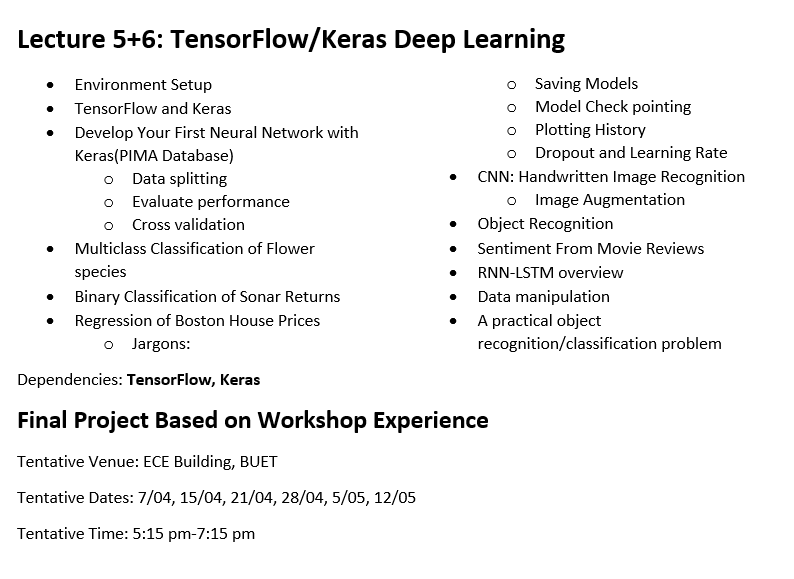 Lecture 5+6: TensorFlow/Keras Deep Learning
• Environment Setup
• TensorFlow and Keras
• Develop Your First Neural Network with
Keras(PIMA Database)
o Data splitting
o Evaluate performance
o Cross validation
• Multiclass Classification of Flower
species
• Binary Classification of Sonar Returns
• Regression of Boston House Prices
o Jargons:
o Saving Models
o Model Check pointing
o Plotting History
o Dropout and Learning Rate
• CNN: Handwritten Image Recognition
o Image Augmentation
• Object Recognition
• Sentiment From Movie Reviews
• RNN-LSTM overview
• Data manipulation
• A practical object
recognition/classification problem
Dependencies: TensorFlow, Keras
Final Project Based on Workshop Experience
Tentative Venue: ECE Building, BUET
Tentative Dates: 7/04, 15/04, 21/04, 28/04, 5/05, 12/05
Tentative Time: 5:15 pm-7:15 pm